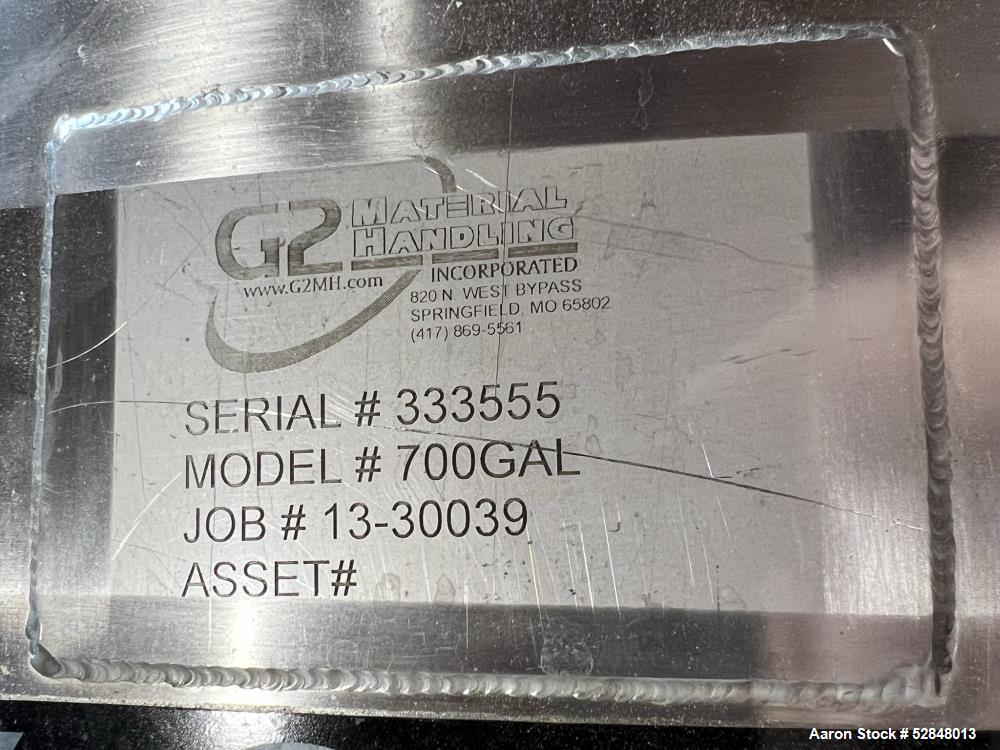 G2 MATERIAL
HANDLING
INCORPORATED
www.G2MH.com
820 N. WEST BYPASS
SPRINGFIELD, MO 65802
(417) 869-5561
SERIAL # 333555
MODEL # 700GAL
JOB # 13-30039
ASSET#
Aaron Stock # 52848013